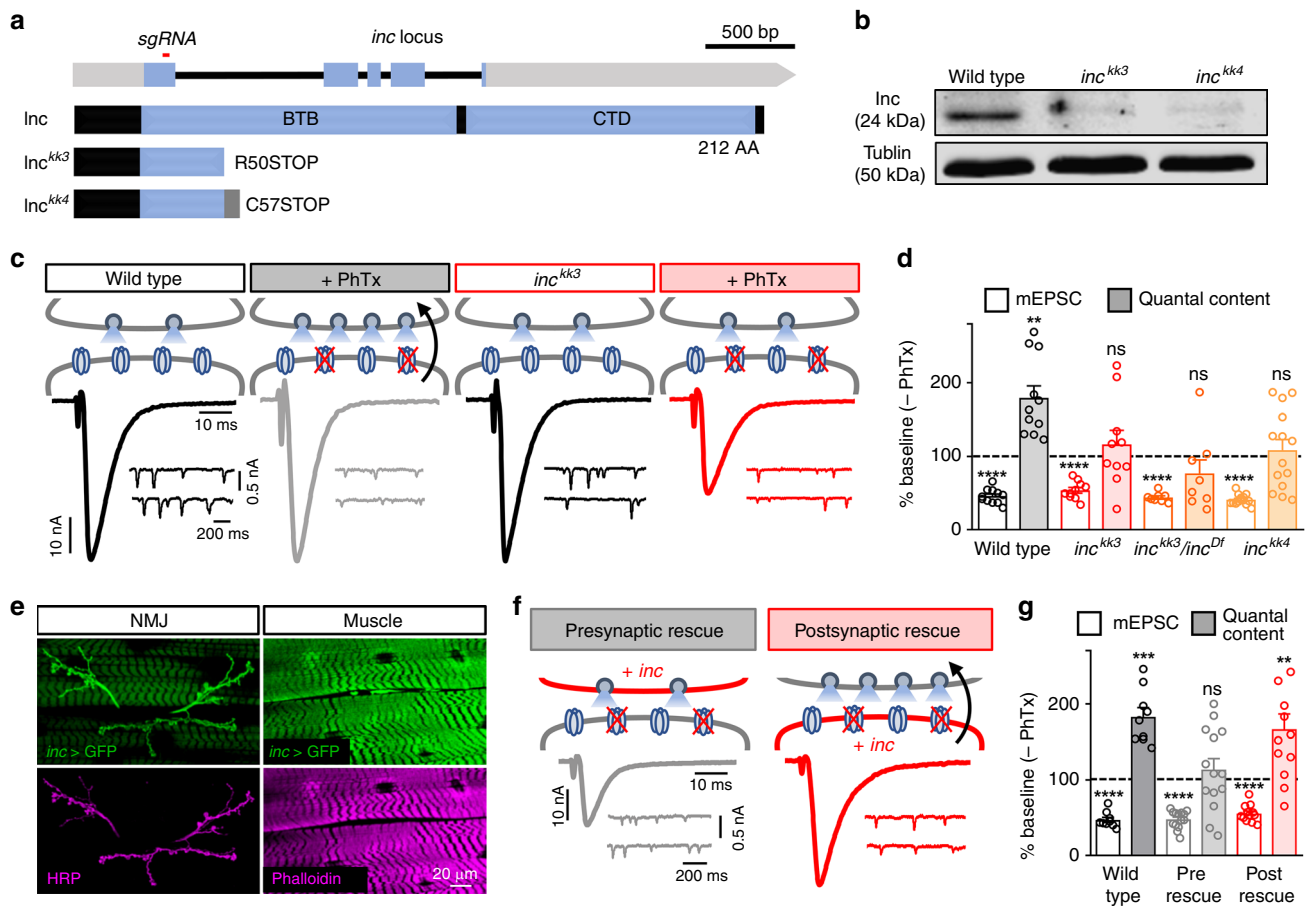 a
sgRNA
inc locus
500 bp
Inc
BTB
CTD
212 AA
Inc^kk3
R50STOP
Inc^kk4
C57STOP
b
Wild type
inc^kk3
inc^kk4
Inc
(24 kDa)
Tublin
(50 kDa)
c
Wild type
+ PhTx
inc^kk3
+ PhTx
10 ms
0.5 nA
10 nA
200 ms
d
mEPSC
Quantal content
% baseline (– PhTx)
200
100
0
****
**
****
ns
****
ns
****
ns
Wild type
inc^kk3
inc^kk3/inc^Df
inc^kk4
e
NMJ
Muscle
inc > GFP
inc > GFP
HRP
Phalloidin
20 μm
f
Presynaptic rescue
Postsynaptic rescue
+ inc
+ inc
10 nA
10 ms
0.5 nA
200 ms
g
mEPSC
Quantal
content
% baseline (– PhTx)
200
100
0
****
***
****
ns
****
**
Wild
type
Pre
rescue
Post
rescue